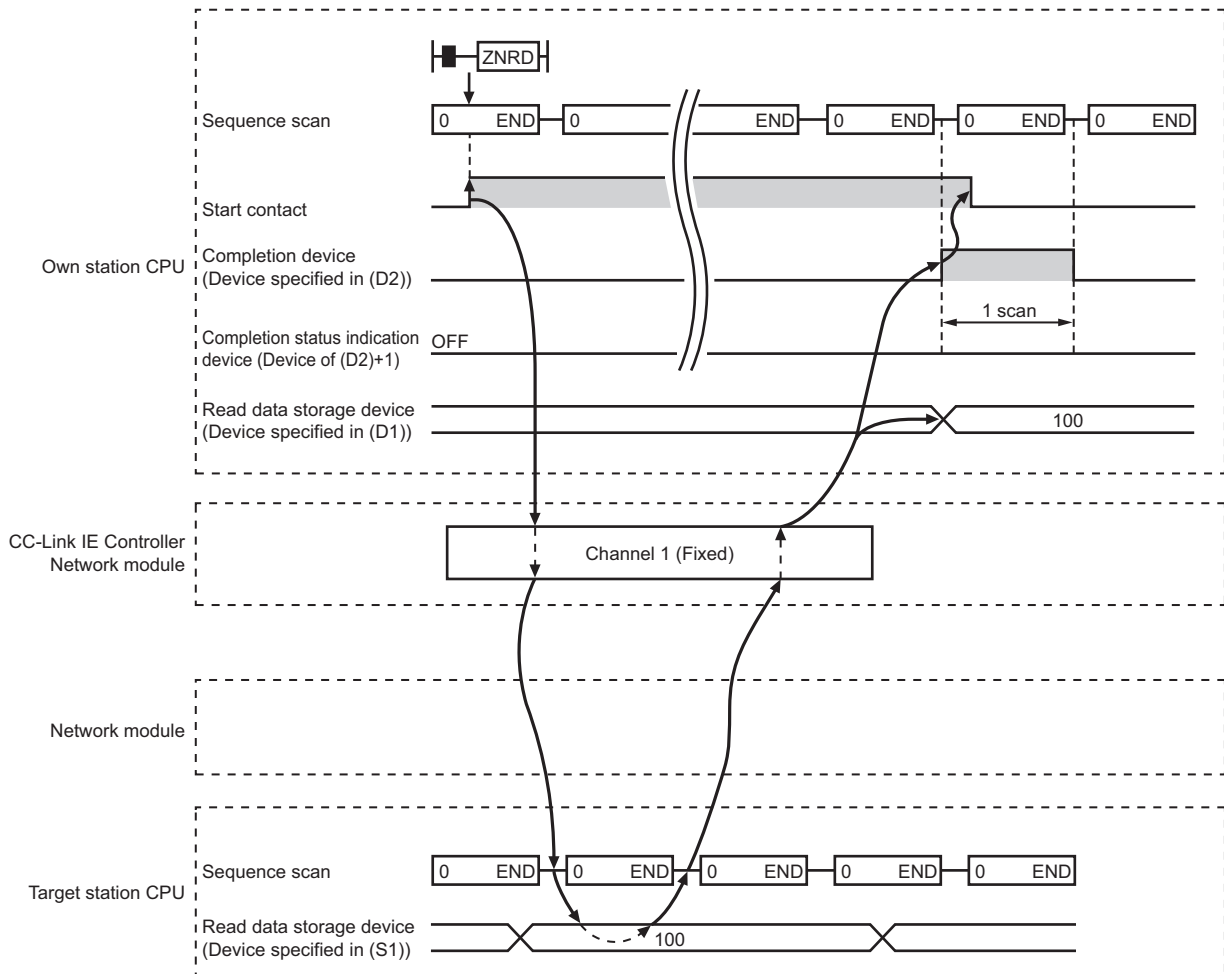 ZNRD
Sequence scan
0 END 0 END 0 END 0 END 0 END
Start contact
Own station CPU
Completion device
(Device specified in (D2))
1 scan
Completion status indication
device (Device of (D2)+1)
OFF
Read data storage device
(Device specified in (D1))
100
CC-Link IE Controller
Network module
Channel 1 (Fixed)
Network module
Target station CPU
Sequence scan
0 END 0 END 0 END 0 END 0 END
Read data storage device
(Device specified in (S1))
100